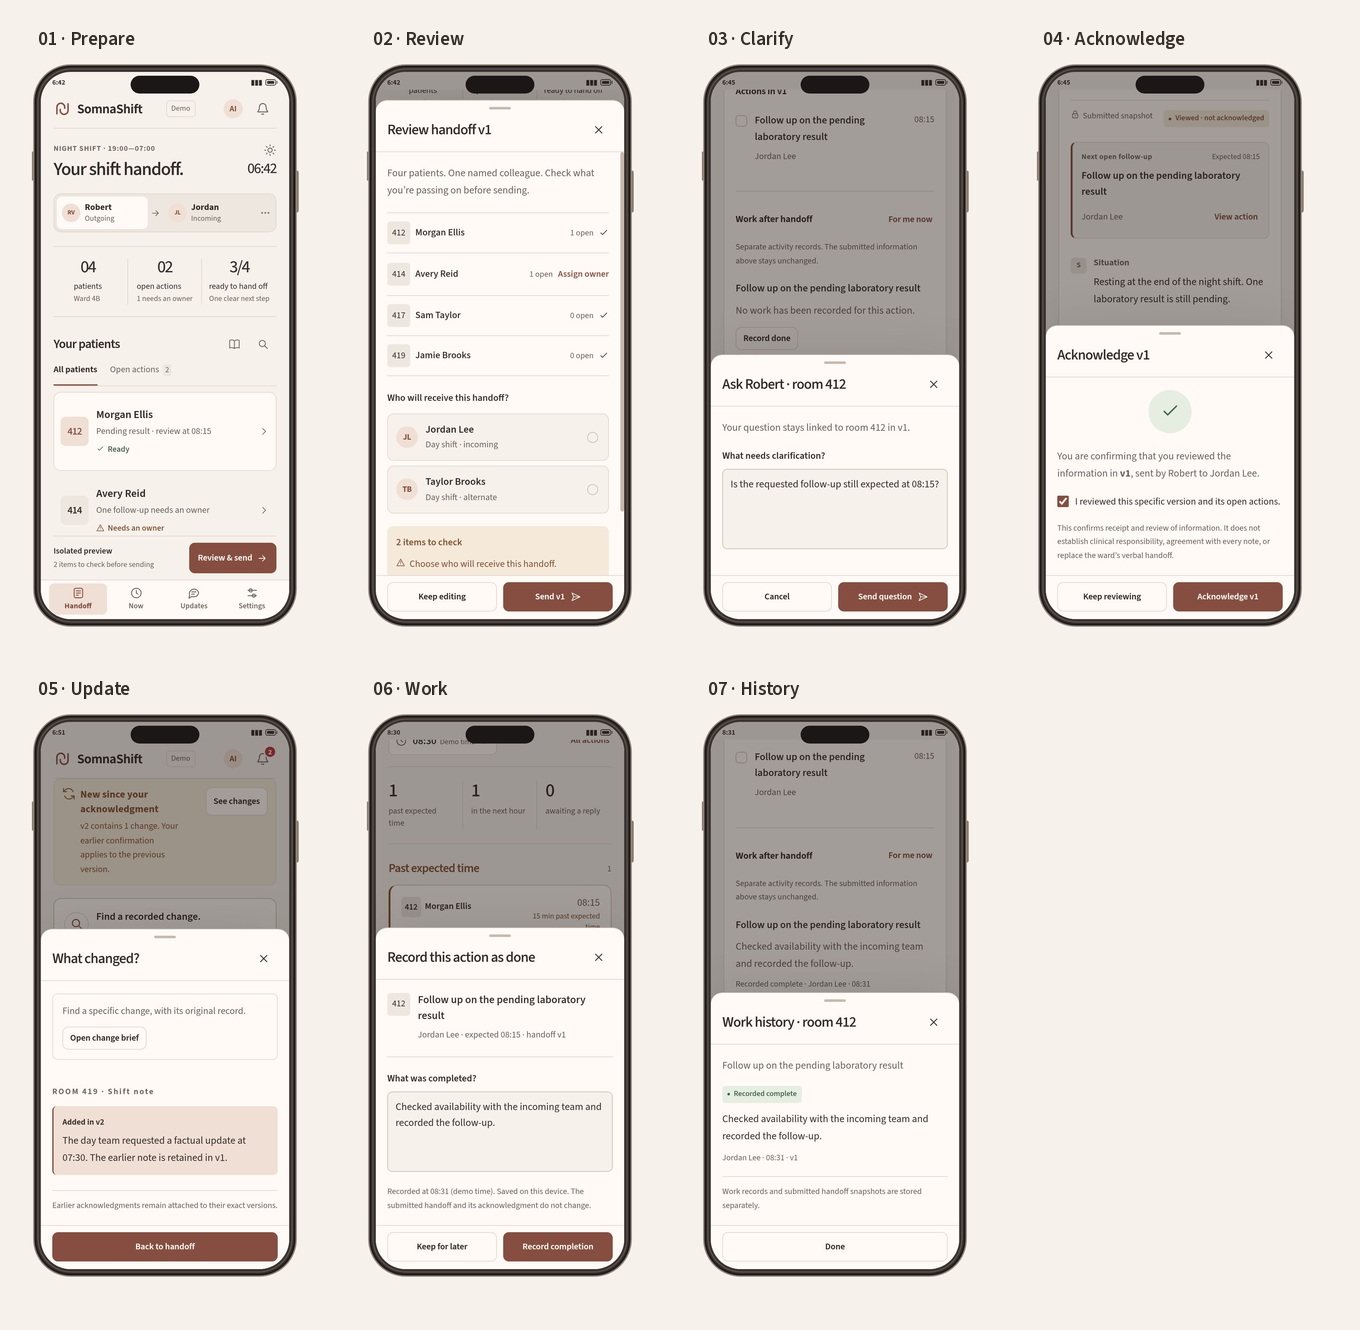 01 · Prepare
6:42
SomnaShift
Demo
AI
NIGHT SHIFT · 19:00—07:00
Your shift handoff.
06:42
RV
Robert
Outgoing
JL
Jordan
Incoming
04
patients
Ward 4B
02
open actions
1 needs an owner
3/4
ready to hand off
One clear next step
Your patients
All patients
Open actions 2
412
Morgan Ellis
Pending result · review at 08:15
Ready
414
Avery Reid
One follow-up needs an owner
Needs an owner
Isolated preview
2 items to check before sending
Review & send
Handoff
Now
Updates
Settings
02 · Review
6:42
patients
ready to hand off
Review handoff v1
Four patients. One named colleague. Check what
you're passing on before sending.
412 Morgan Ellis 1 open
414 Avery Reid 1 open Assign owner
417 Sam Taylor 0 open
419 Jamie Brooks 0 open
Who will receive this handoff?
JL
Jordan Lee
Day shift · incoming
TB
Taylor Brooks
Day shift · alternate
2 items to check
Choose who will receive this handoff.
Keep editing
Send v1
03 · Clarify
6:45
Actions in v1
Follow up on the pending
laboratory result
08:15
Jordan Lee
Work after handoff
For me now
Separate activity records. The submitted information
above stays unchanged.
Follow up on the pending laboratory result
No work has been recorded for this action.
Record done
Ask Robert · room 412
Your question stays linked to room 412 in v1.
What needs clarification?
Is the requested follow-up still expected at 08:15?
Cancel
Send question
04 · Acknowledge
6:45
Submitted snapshot
Viewed · not acknowledged
Next open follow-up
Expected 08:15
Follow up on the pending laboratory
result
Jordan Lee
View action
S
Situation
Resting at the end of the night shift. One
laboratory result is still pending.
Acknowledge v1
You are confirming that you reviewed the
information in v1, sent by Robert to Jordan Lee.
I reviewed this specific version and its open actions.
This confirms receipt and review of information. It does not
establish clinical responsibility, agreement with every note, or
replace the ward's verbal handoff.
Keep reviewing
Acknowledge v1
05 · Update
6:51
SomnaShift
Demo
AI
2
New since your
acknowledgment
v2 contains 1 change. Your
earlier confirmation
applies to the previous
version.
See changes
Find a recorded change.
What changed?
Find a specific change, with its original record.
Open change brief
ROOM 419 · Shift note
Added in v2
The day team requested a factual update at
07:30. The earlier note is retained in v1.
Earlier acknowledgments remain attached to their exact versions.
Back to handoff
06 · Work
8:30
08:30 Demo time
All actions
1
past expected
time
1
in the next hour
0
awaiting a reply
Past expected time
1
412
Morgan Ellis
08:15
15 min past expected
time
Record this action as done
412
Follow up on the pending laboratory
result
Jordan Lee · expected 08:15 · handoff v1
What was completed?
Checked availability with the incoming team and
recorded the follow-up.
Recorded at 08:31 (demo time). Saved on this device. The
submitted handoff and its acknowledgment do not change.
Keep for later
Record completion
07 · History
8:31
Follow up on the pending
laboratory result
08:15
Jordan Lee
Work after handoff
For me now
Separate activity records. The submitted information
above stays unchanged.
Follow up on the pending laboratory result
Checked availability with the incoming team
and recorded the follow-up.
Recorded complete · Jordan Lee · 08:31
Work history · room 412
Follow up on the pending laboratory result
Recorded complete
Checked availability with the incoming team and
recorded the follow-up.
Jordan Lee · 08:31 · v1
Work records and submitted handoff snapshots are stored
separately.
Done